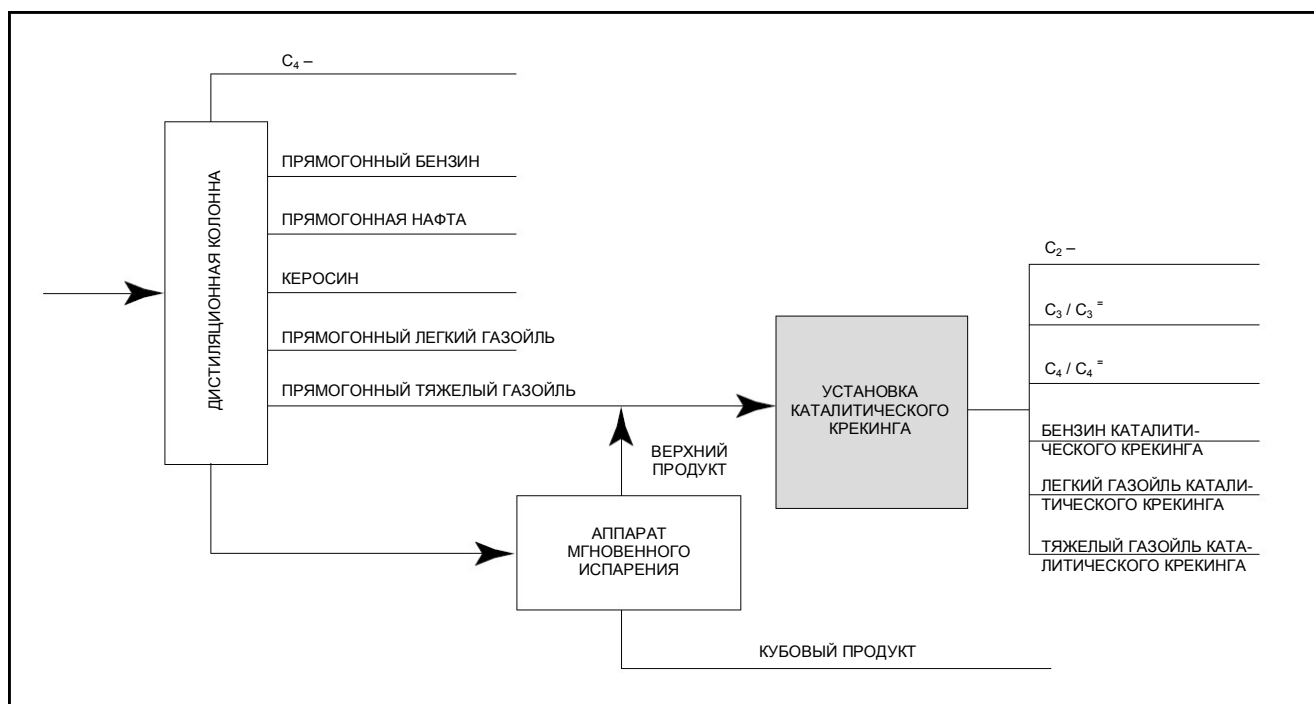 C₄ –
ДИСТИЛЯЦИОННАЯ КОЛОННА
ПРЯМОГОННЫЙ БЕНЗИН
ПРЯМОГОННАЯ НАФТА
КЕРОСИН
ПРЯМОГОННЫЙ ЛЕГКИЙ ГАЗОЙЛЬ
ПРЯМОГОННЫЙ ТЯЖЕЛЫЙ ГАЗОЙЛЬ
ВЕРХНИЙ
ПРОДУКТ
АППАРАТ
МГНОВЕННОГО
ИСПАРЕНИЯ
КУБОВЫЙ ПРОДУКТ
УСТАНОВКА
КАТАЛИТИЧЕСКОГО
КРЕКИНГА
C₂ –
C₃ / C₃ ⁼
C₄ / C₄ ⁼
БЕНЗИН КАТАЛИТИ-
ЧЕСКОГО КРЕКИНГА
ЛЕГКИЙ ГАЗОЙЛЬ КАТАЛИ-
ТИЧЕСКОГО КРЕКИНГА
ТЯЖЕЛЫЙ ГАЗОЙЛЬ КАТА-
ЛИТИЧЕСКОГО КРЕКИНГА